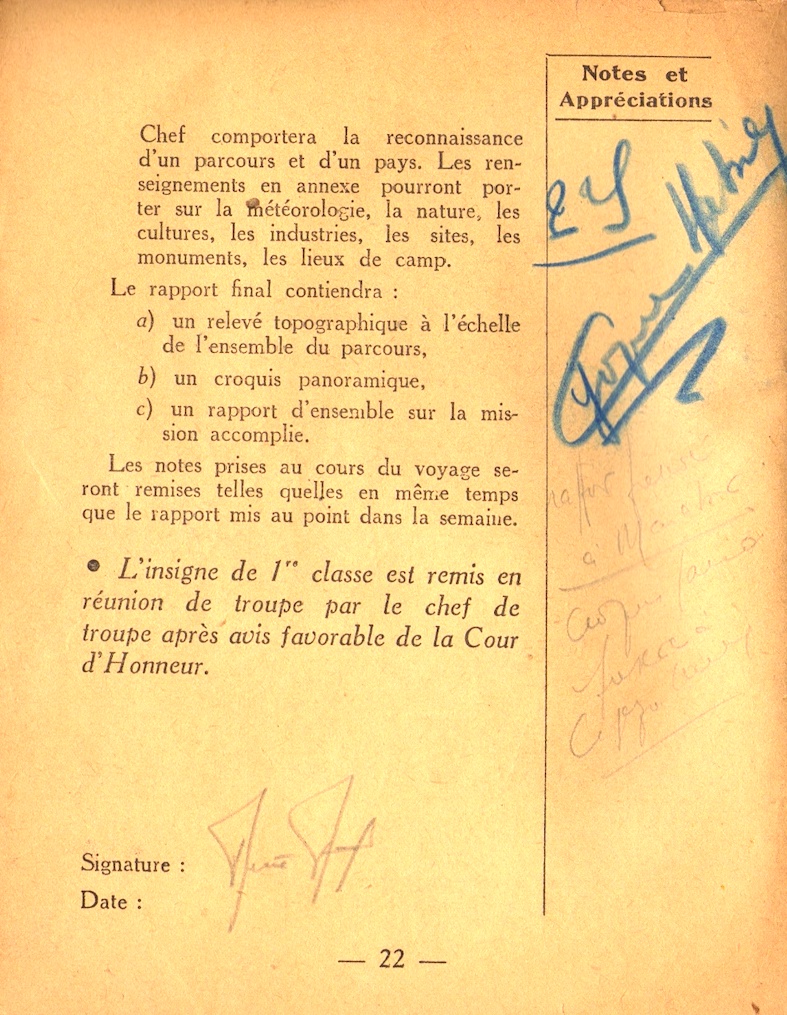 Notes et
Appréciations
Chef comportera la reconnaissance
d'un parcours et d'un pays. Les ren-
seignements en annexe pourront por-
ter sur la météorologie, la nature, les
cultures, les industries, les sites, les
monuments, les lieux de camp.
Le rapport final contiendra :
a) un relevé topographique à l'échelle
de l'ensemble du parcours,
b) un croquis panoramique,
c) un rapport d'ensemble sur la mis-
sion accomplie.
Les notes prises au cours du voyage se-
ront remises telles quelles en même temps
que le rapport mis au point dans la semaine.
• L'insigne de 1re classe est remis en
réunion de troupe par le chef de
troupe après avis favorable de la Cour
d'Honneur.
à
Signature :
Date :
— 22 —